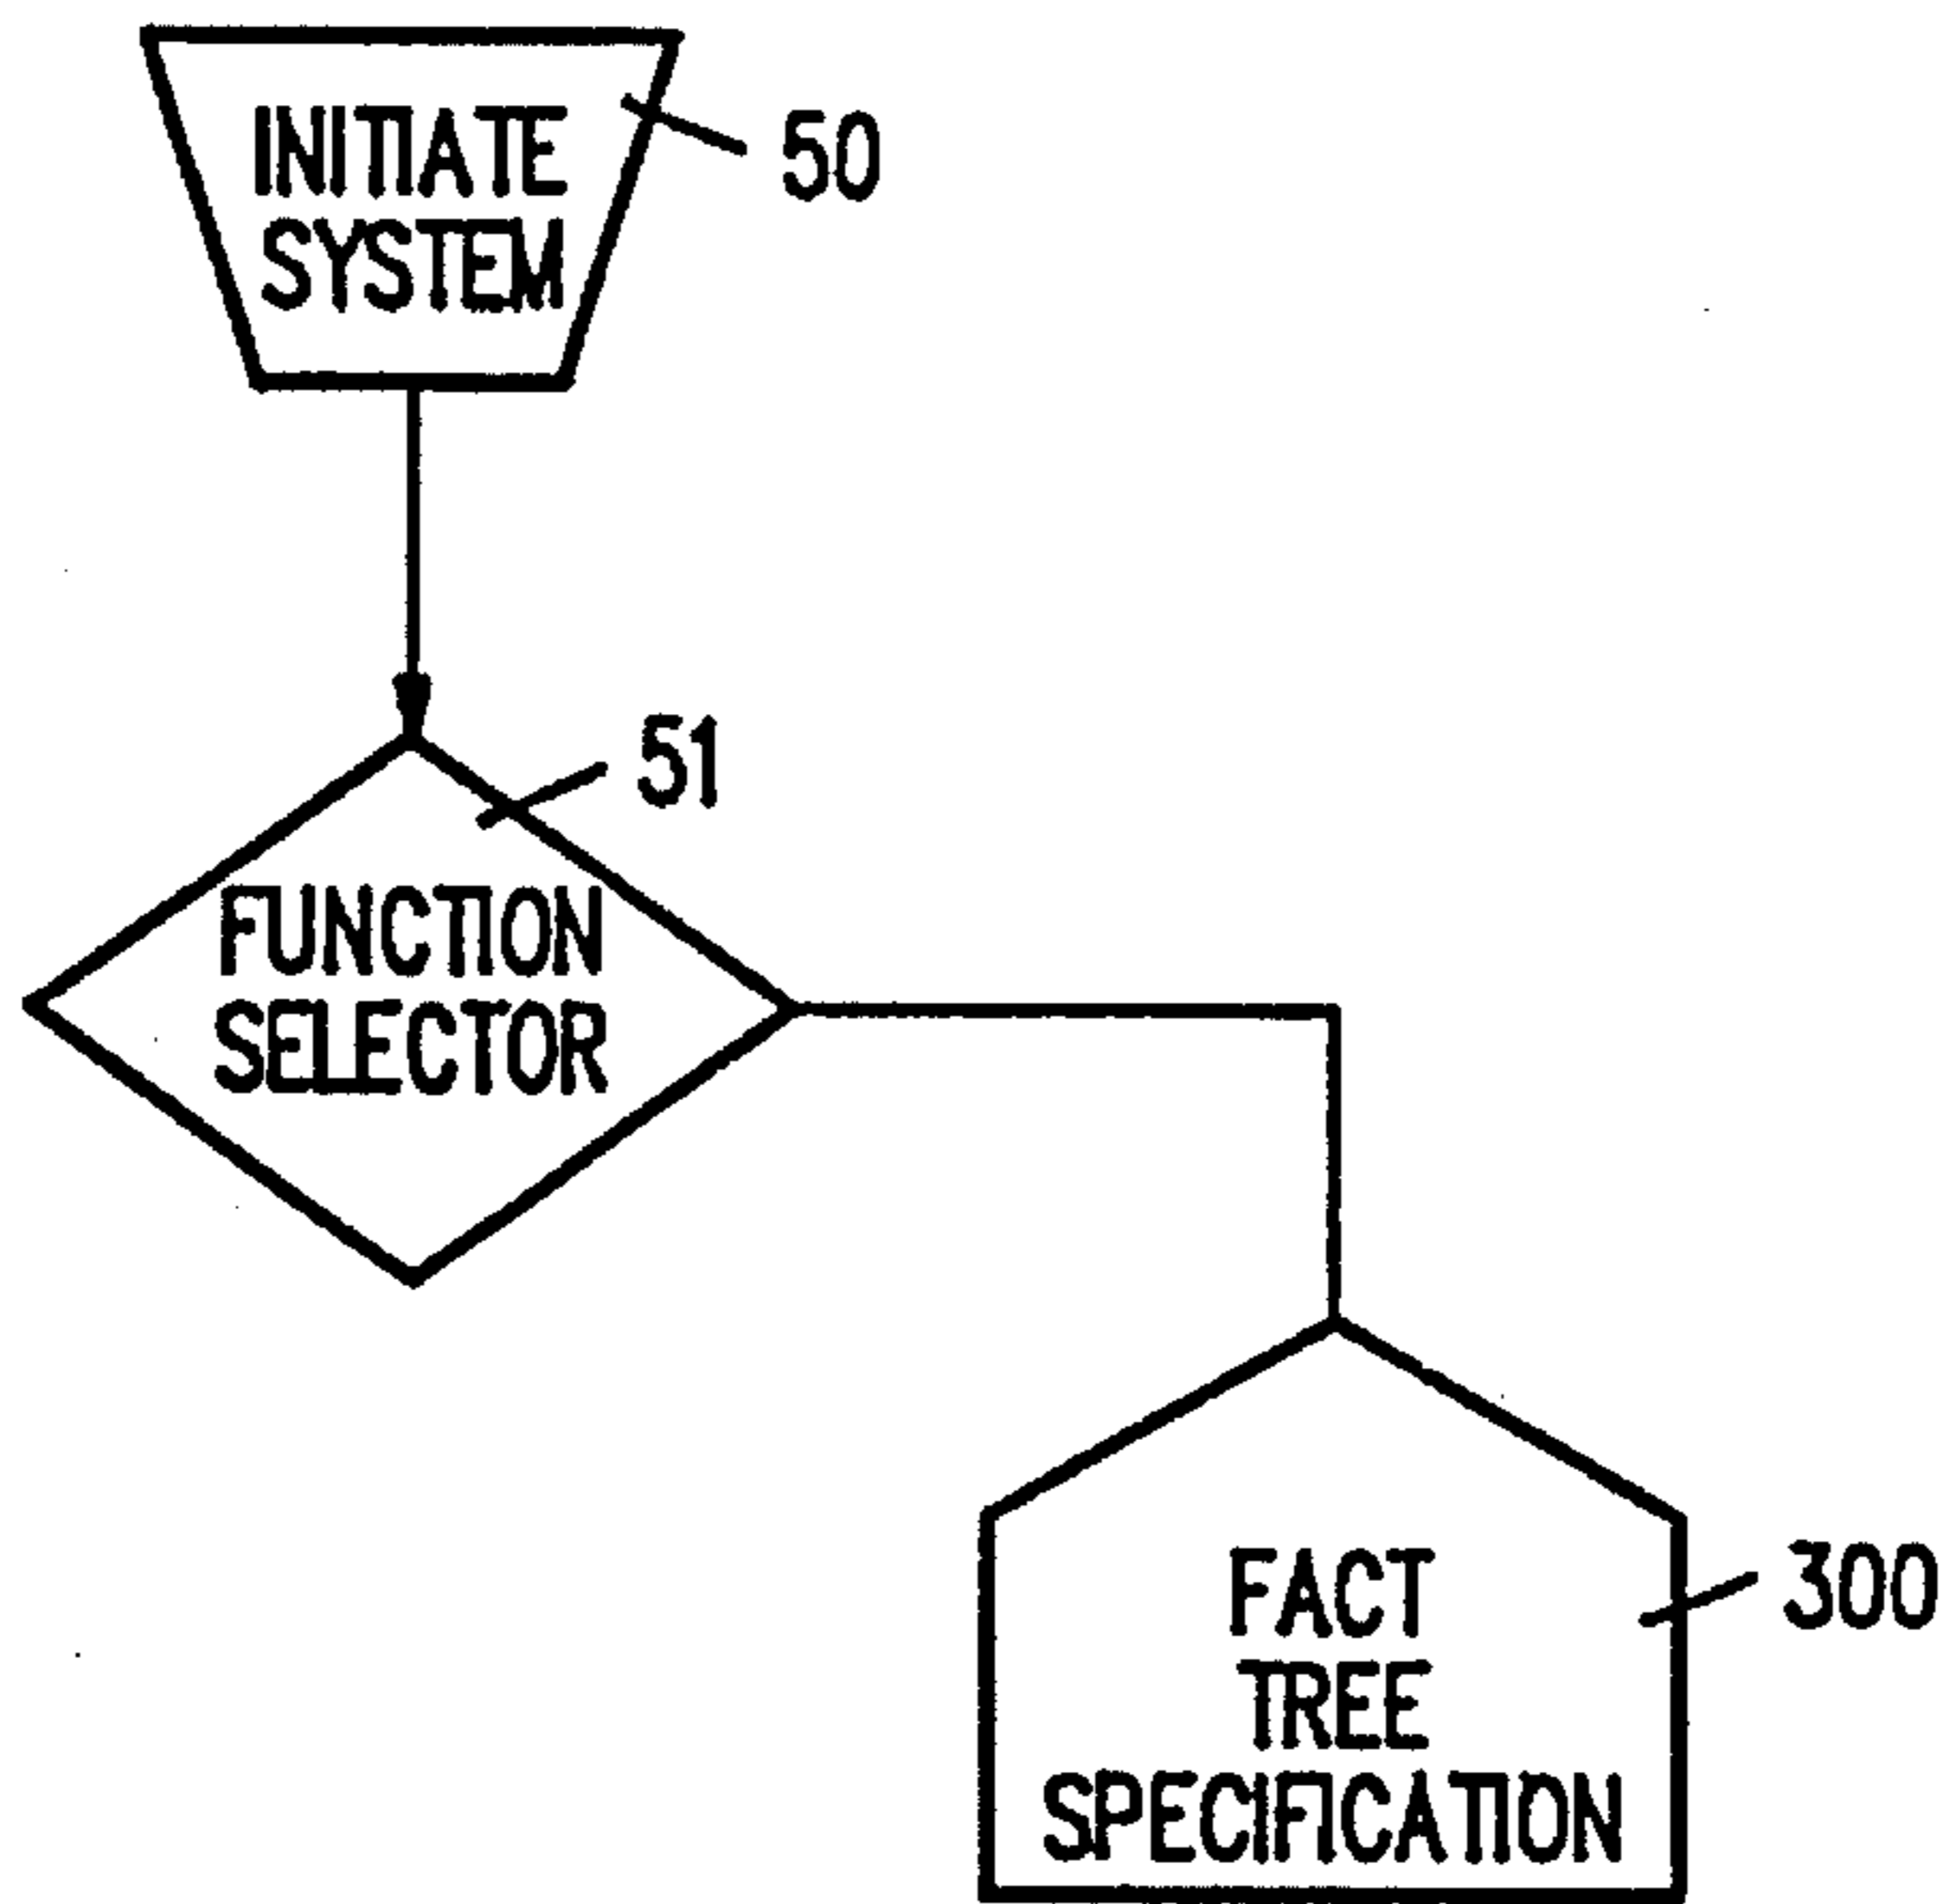 INITIATE
SYSTEM
50
51
FUNCTION
SELECTOR
FACT
TREE
SPECIFICATION
300